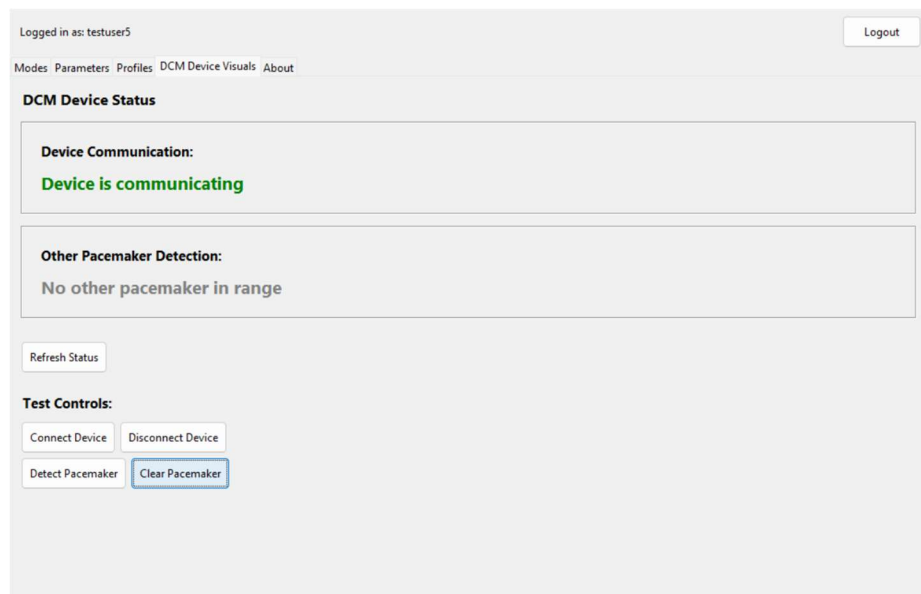 Logged in as: testuser5 Logout
Modes Parameters Profiles DCM Device Visuals About
DCM Device Status
Device Communication:
Device is communicating
Other Pacemaker Detection:
No other pacemaker in range
Refresh Status
Test Controls:
Connect Device Disconnect Device
Detect Pacemaker Clear Pacemaker